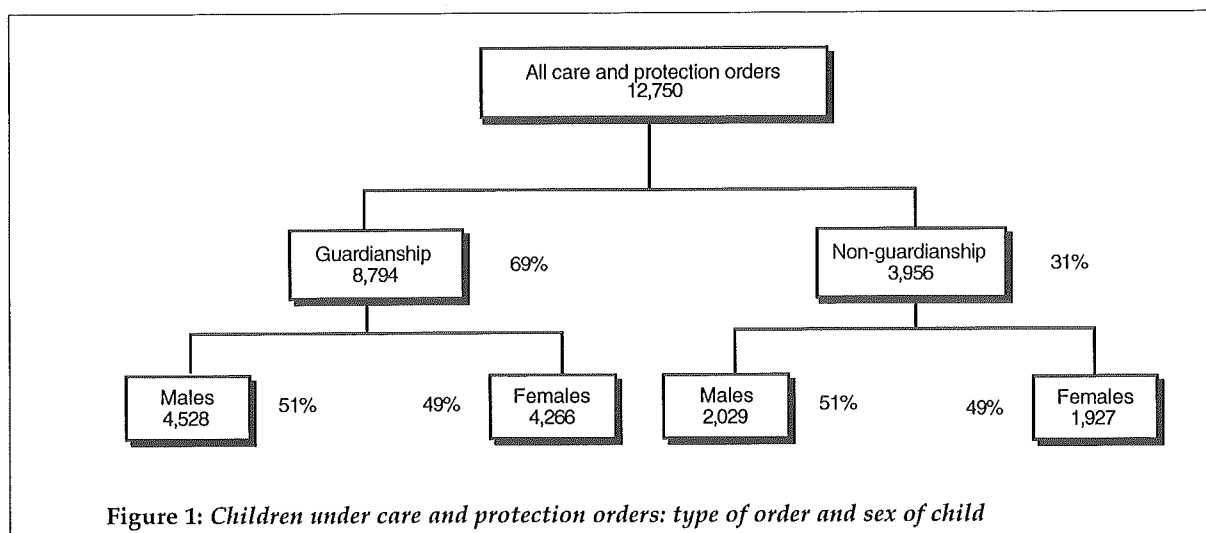 All care and protection orders
12,750
Guardianship
8,794
69%
Non-guardianship
3,956
31%
Males
4,528
51%
49%
Females
4,266
Males
2,029
51%
49%
Females
1,927
Figure 1: Children under care and protection orders: type of order and sex of child